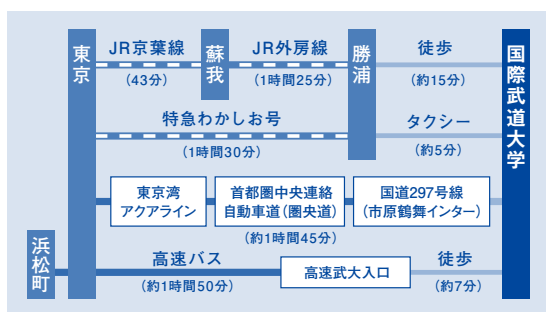 東京
JR京葉線
(43分)
蘇我
JR外房線
(1時間25分)
勝浦
徒歩
(約15分)
国際武道大学
特急わかしお号
(1時間30分)
タクシー
(約5分)
東京湾
アクアライン
首都圏中央連絡
自動車道(圏央道)
国道297号線
(市原鶴舞インター)
(約1時間45分)
浜松町
高速バス
(約1時間50分)
高速武大入口
徒歩
(約7分)